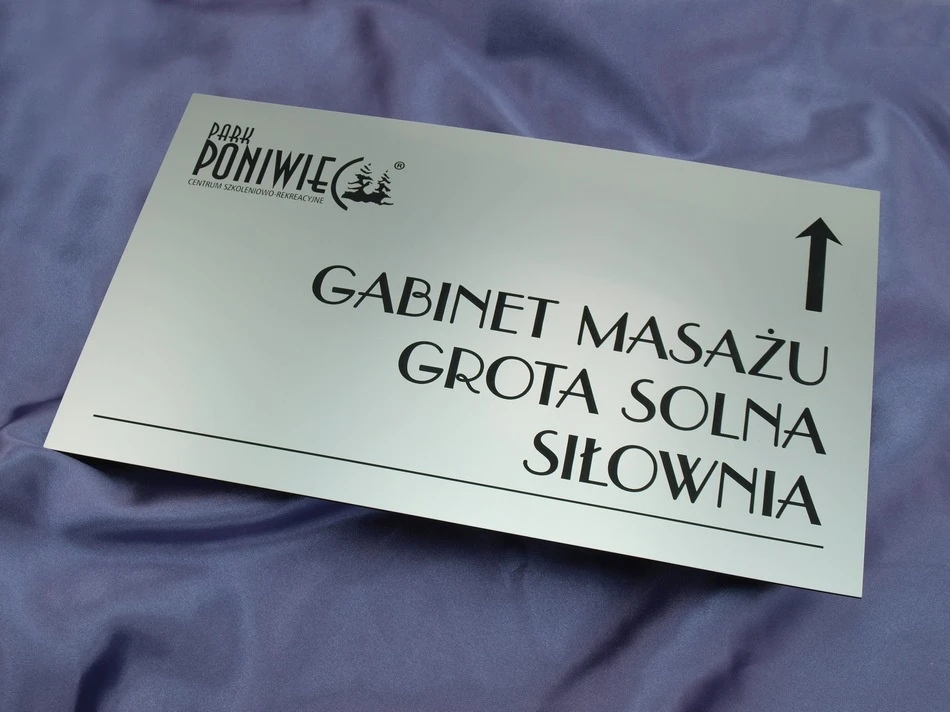 PARK
PONIWIEC®
CENTRUM SZKOLENIOWO-REKREACYJNE
GABINET MASAŻU
GROTA SOLNA
SIŁOWNIA